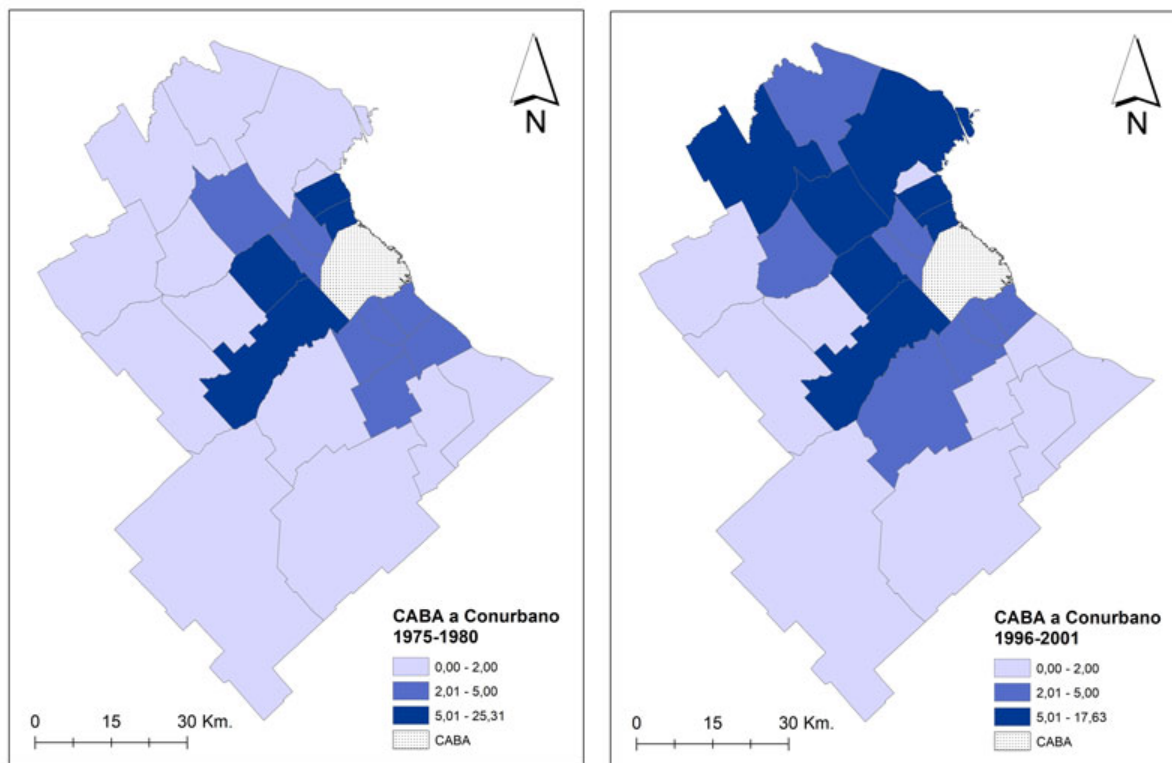 N
CABA a Conurbano
1975-1980
0,00 - 2,00
2,01 - 5,00
5,01 - 25,31
CABA
0 15 30 Km.
N
CABA a Conurbano
1996-2001
0,00 - 2,00
2,01 - 5,00
5,01 - 17,63
CABA
0 15 30 Km.